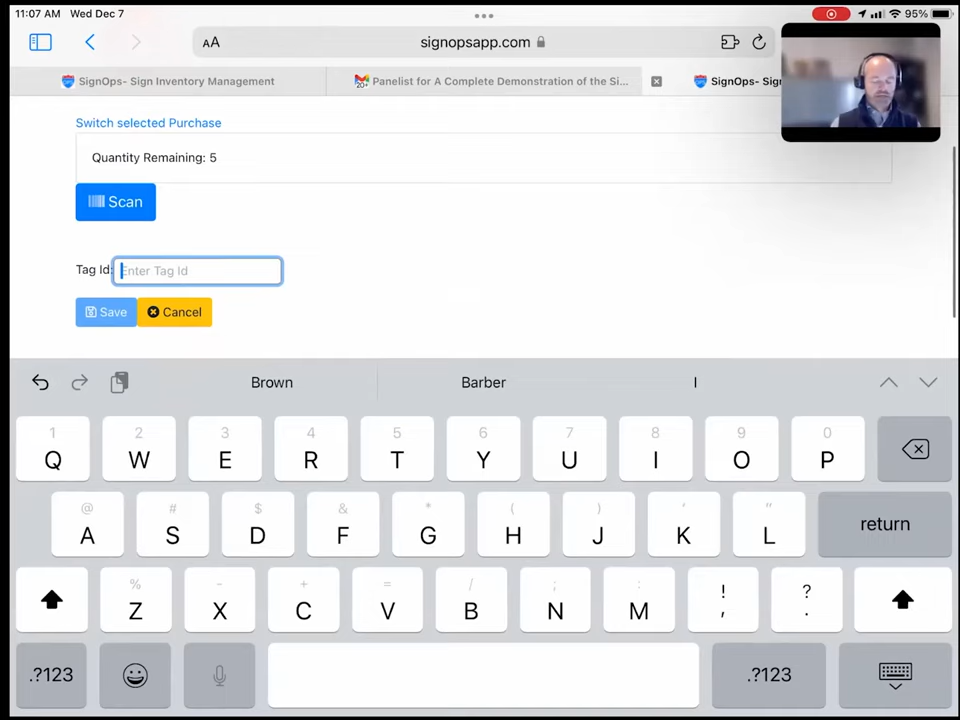 11:07 AM Wed Dec 7
95%
AA
signopsapp.com
SignOps- Sign Inventory Management
Panelist for A Complete Demonstration of the Si...
SignOps- Sig
Switch selected Purchase
Quantity Remaining: 5
Scan
Tag Id:
Enter Tag Id
Save
Cancel
Brown
Barber
I
1 2 3 4 5 6 7 8 9 0
Q W E R T Y U I O P
@ # $ & * ( ) ' "
A S D F G H J K L
return
% - + = / ; : ! ?
Z X C V B N M , .
.?123
.?123